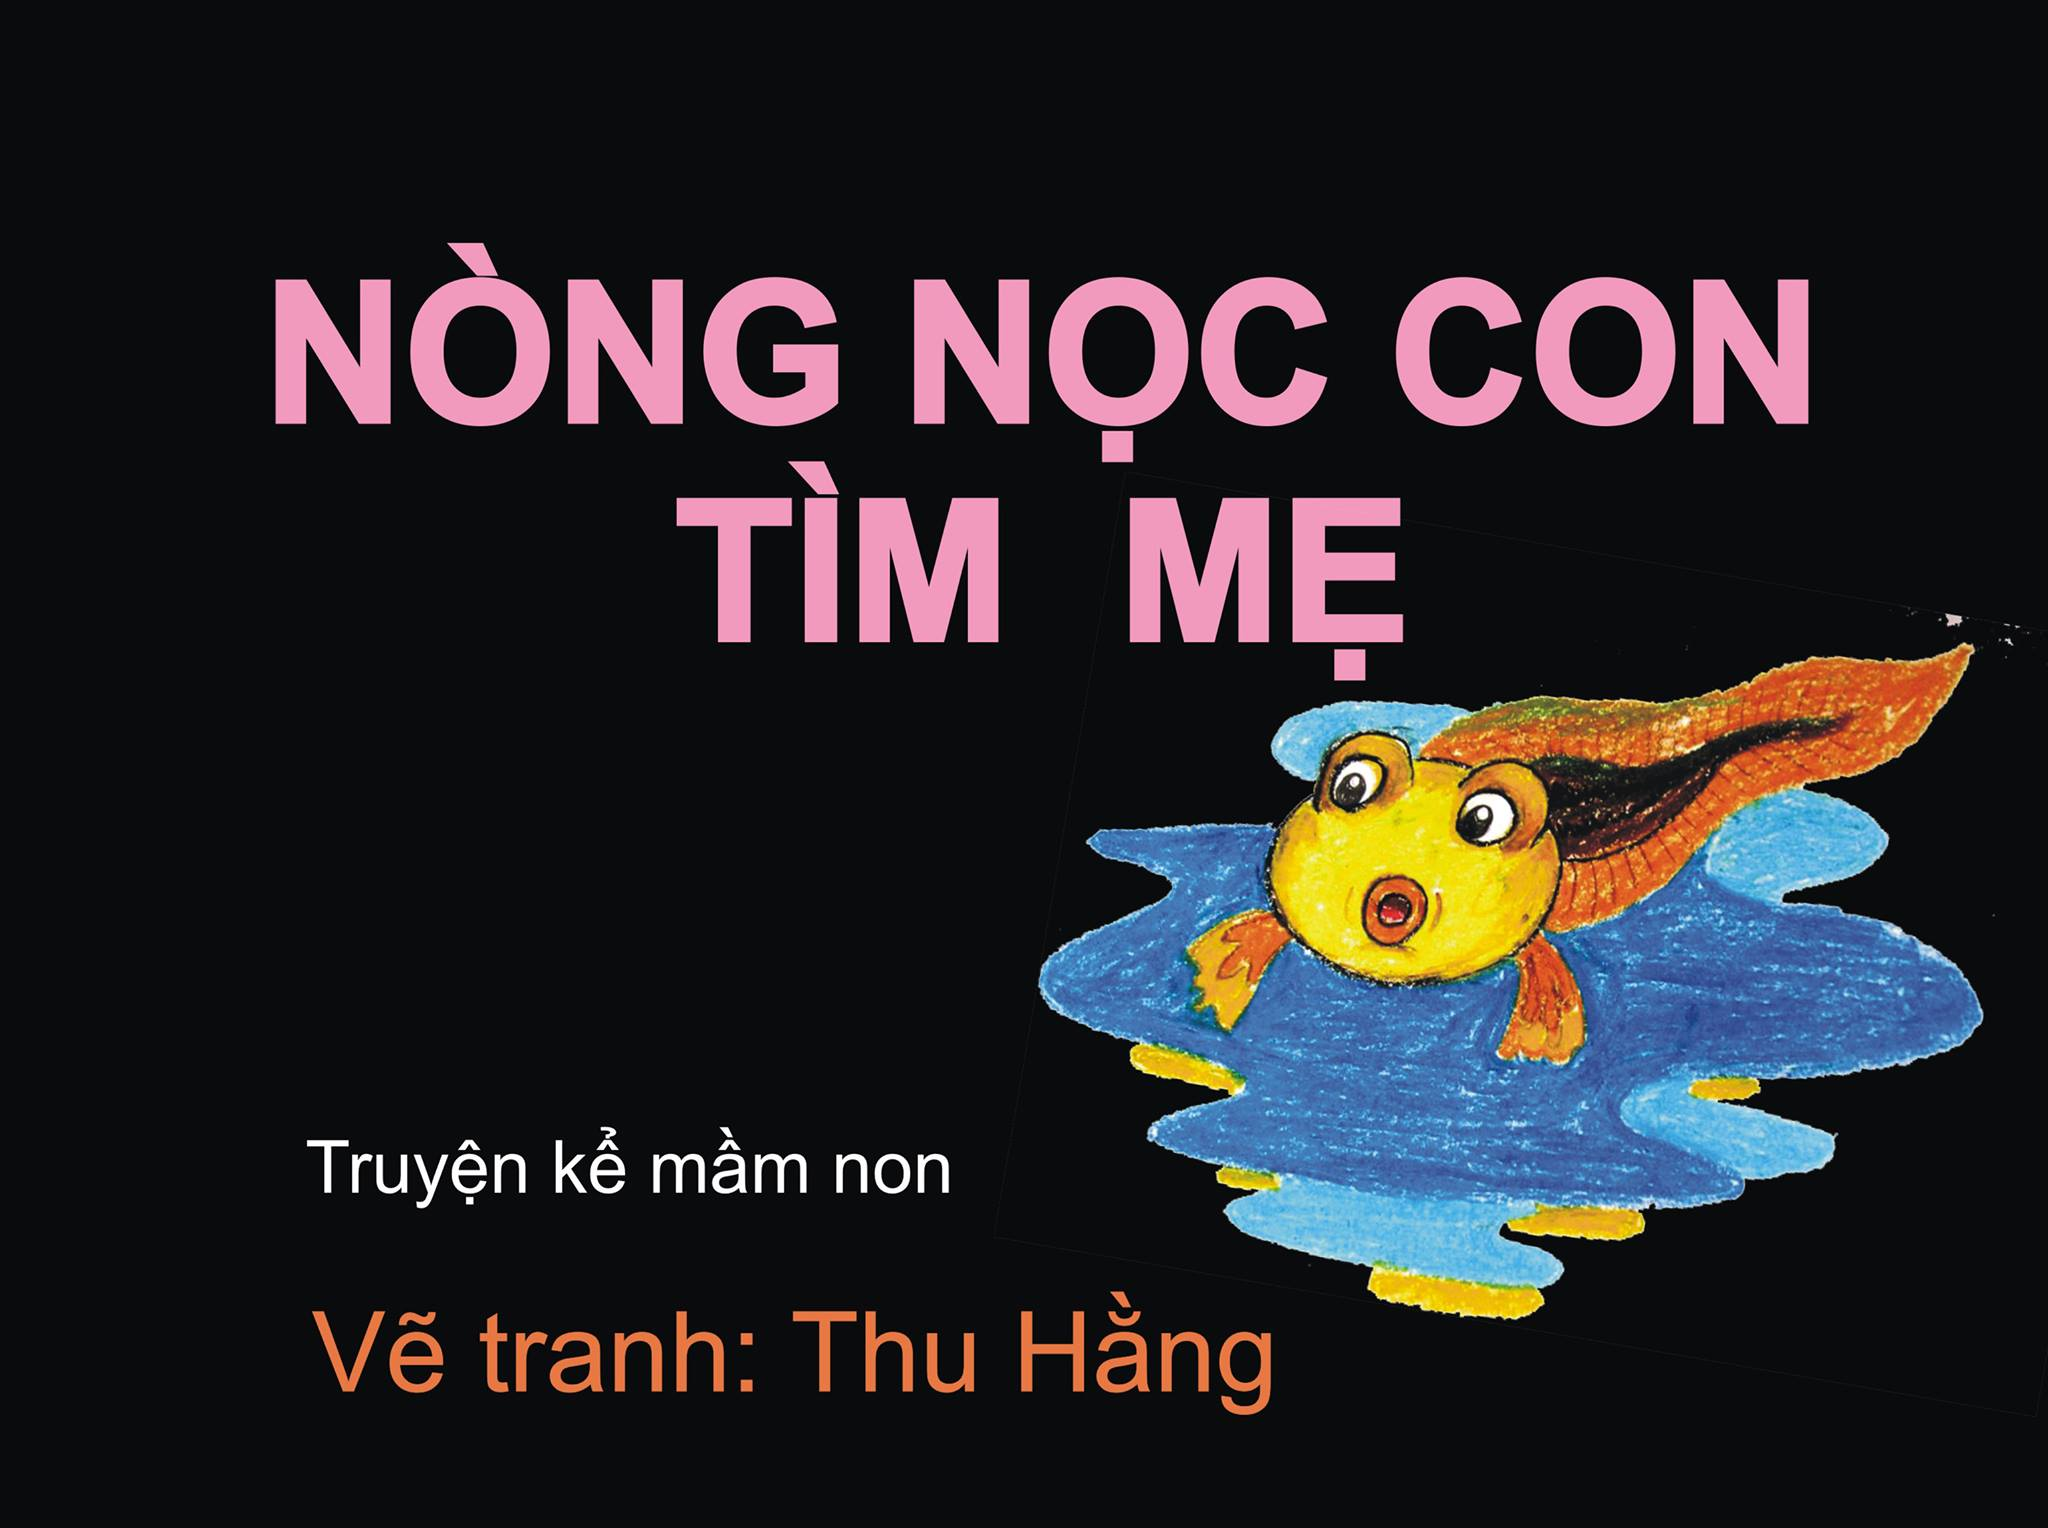 NÒNG NỌC CON
TÌM MẸ
Truyện kể mầm non
Vẽ tranh: Thu Hằng